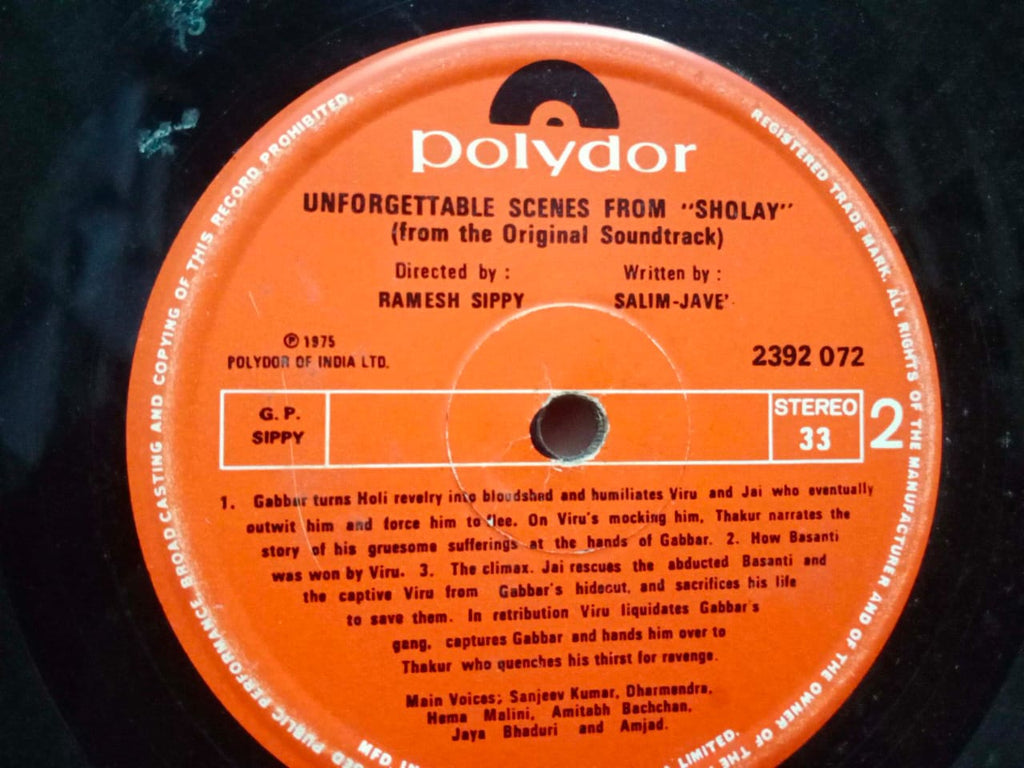 polydor
UNFORGETTABLE SCENES FROM "SHOLAY"
(from the Original Soundtrack)
Directed by :
RAMESH SIPPY
Written by :
SALIM-JAVE'
℗ 1975
POLYDOR OF INDIA LTD.
2392 072
G. P.
SIPPY
STEREO
33
2
1. Gabbar turns Holi revelry into bloodshed and humiliates Viru and Jai who eventually
outwit him and force him to flee. On Viru's mocking him, Thakur narrates the
story of his gruesome sufferings at the hands of Gabbar. 2. How Basanti
was won by Viru. 3. The climax. Jai rescues the abducted Basanti and
the captive Viru from Gabbar's hideout, and sacrifices his life
to save them. In retribution Viru liquidates Gabbar's
gang, captures Gabbar and hands him over to
Thakur who quenches his thirst for revenge.
Main Voices; Sanjeev Kumar, Dharmendra,
Hema Malini, Amitabh Bachchan,
Jaya Bhaduri and Amjad.
PUBLIC PERFORMANCE, BROADCASTING AND COPYING OF THIS RECORD PROHIBITED.
REGISTERED TRADE MARK. ALL RIGHTS OF THE MANUFACTURER AND OF THE OWNER OF THE
MFD
LIMITED.